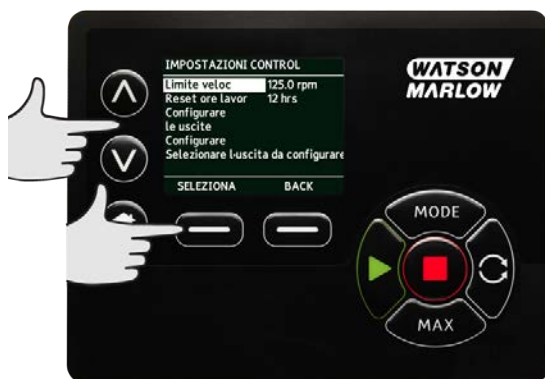 IMPOSTAZIONI CONTROL
Limite veloc 125.0 rpm
Reset ore lavor 12 hrs
Configurare
le uscite
Configurare
Selezionare l‹uscita da configurare
SELEZIONA BACK
WATSON
MARLOW
MODE
MAX